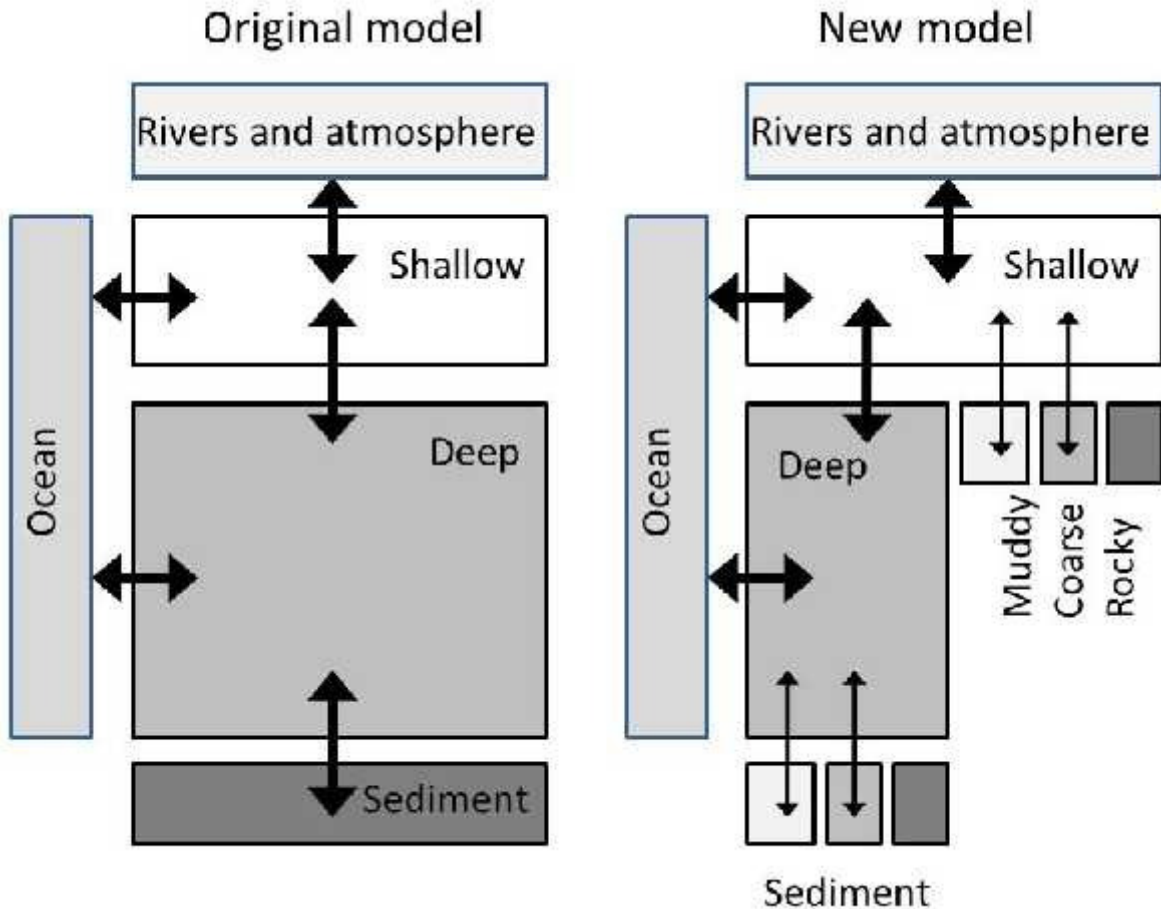 Original model
Rivers and atmosphere
Shallow
Ocean
Deep
Sediment
New model
Rivers and atmosphere
Shallow
Ocean
Deep
Muddy
Coarse
Rocky
Sediment